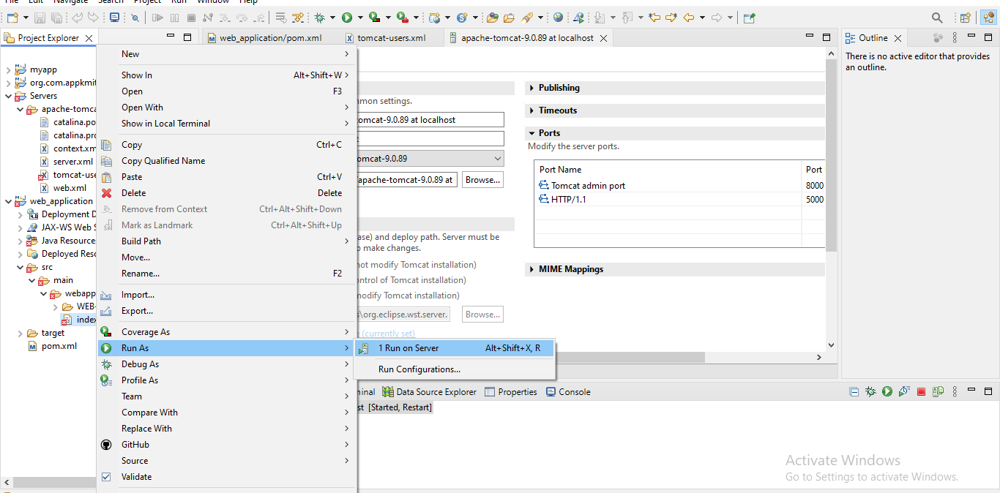 File Edit Navigate Search Project Run Window Help
Project Explorer
web_application/pom.xml
tomcat-users.xml
apache-tomcat-9.0.89 at localhost
Outline
There is no active editor that provides
an outline.
myapp
org.com.appkmit
Servers
apache-tomca
catalina.po
catalina.pro
context.xm
server.xml
tomcat-use
web.xml
web_application
Deployment D
JAX-WS Web S
Java Resource
Deployed Reso
src
main
webapp
WEB-
index
target
pom.xml
New
Show In Alt+Shift+W
Open F3
Open With
Show in Local Terminal
Copy Ctrl+C
Copy Qualified Name
Paste Ctrl+V
Delete Delete
Remove from Context Ctrl+Alt+Shift+Down
Mark as Landmark Ctrl+Alt+Shift+Up
Build Path
Move...
Rename... F2
Import...
Export...
Coverage As
Run As
Debug As
Profile As
Team
Compare With
Replace With
GitHub
Source
Validate
1 Run on Server Alt+Shift+X, R
Run Configurations...
mmon settings.
tomcat-9.0.89 at localhost
t
omcat-9.0.89
/apache-tomcat-9.0.89 at
Browse...
ase) and deploy path. Server must be
o make changes.
not modify Tomcat installation)
ontrol of Tomcat installation)
modify Tomcat installation)
s\org.eclipse.wst.server.
Browse...
(currently set)
Publishing
Timeouts
Ports
Modify the server ports.
Port Name Port
Tomcat admin port 8000
HTTP/1.1 5000
MIME Mappings
minal
Data Source Explorer
Properties
Console
st [Started, Restart]
Activate Windows
Go to Settings to activate Windows.